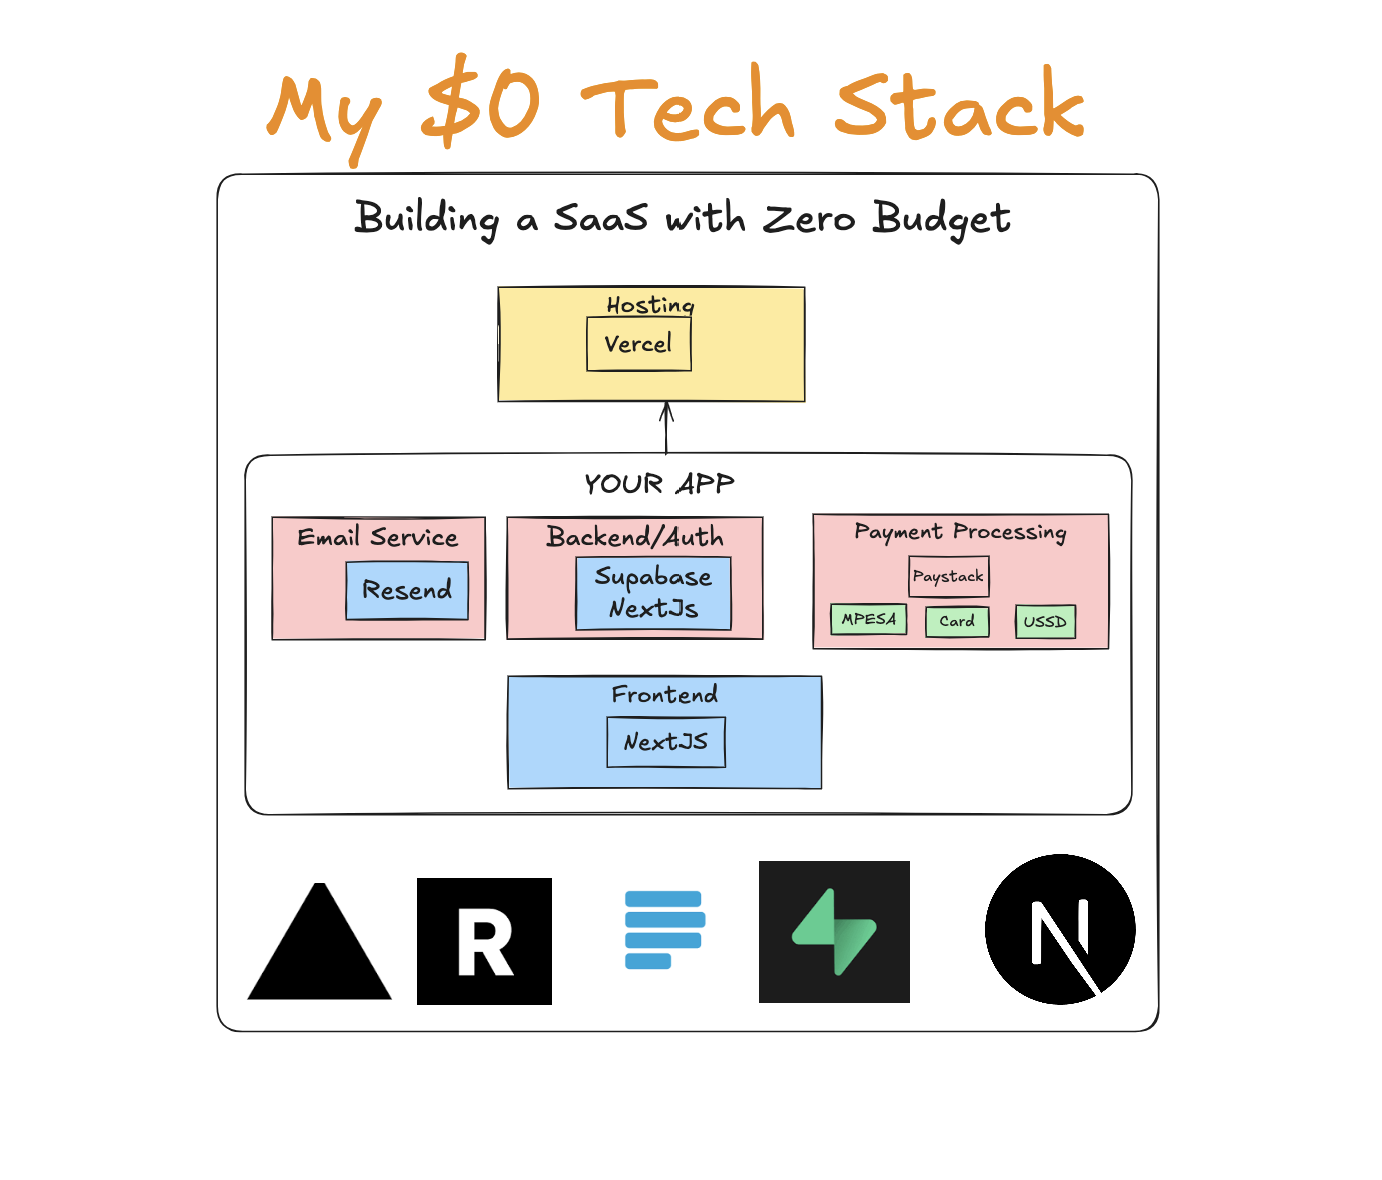 My $0 Tech Stack
Building a SaaS with Zero Budget
Hosting
Vercel
YOUR APP
Email Service
Resend
Backend/Auth
Supabase
NextJs
Payment Processing
Paystack
MPESA
Card
USSD
Frontend
NextJS
R
N